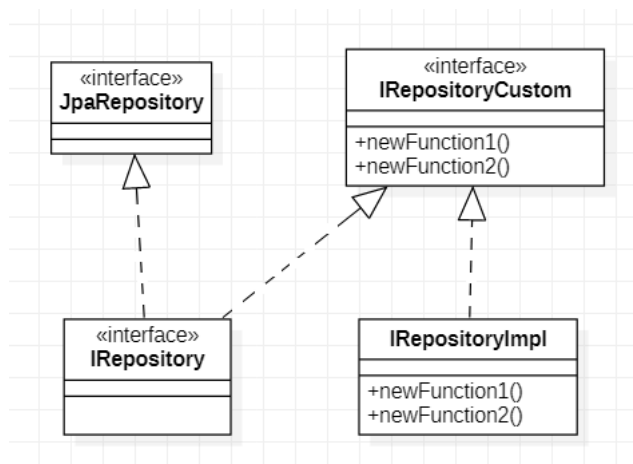 «interface»
JpaRepository
«interface»
IRepositoryCustom
+newFunction1()
+newFunction2()
«interface»
IRepository
IRepositoryImpl
+newFunction1()
+newFunction2()